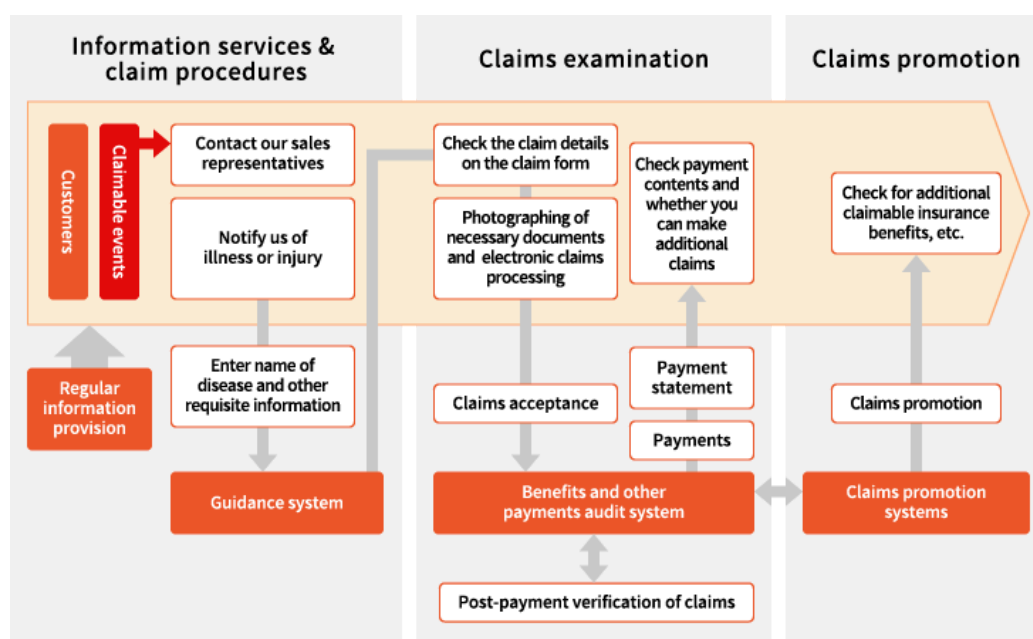 Information services &
claim procedures
Claims examination
Claims promotion
Customers
Claimable events
Contact our sales
representatives
Notify us of
illness or injury
Enter name of
disease and other
requisite information
Regular
information
provision
Guidance system
Check the claim details
on the claim form
Photographing of
necessary documents
and electronic claims
processing
Claims acceptance
Check payment
contents and
whether you
can make
additional
claims
Payment
statement
Payments
Benefits and other
payments audit system
Post-payment verification of claims
Check for additional
claimable insurance
benefits, etc.
Claims promotion
Claims promotion
systems